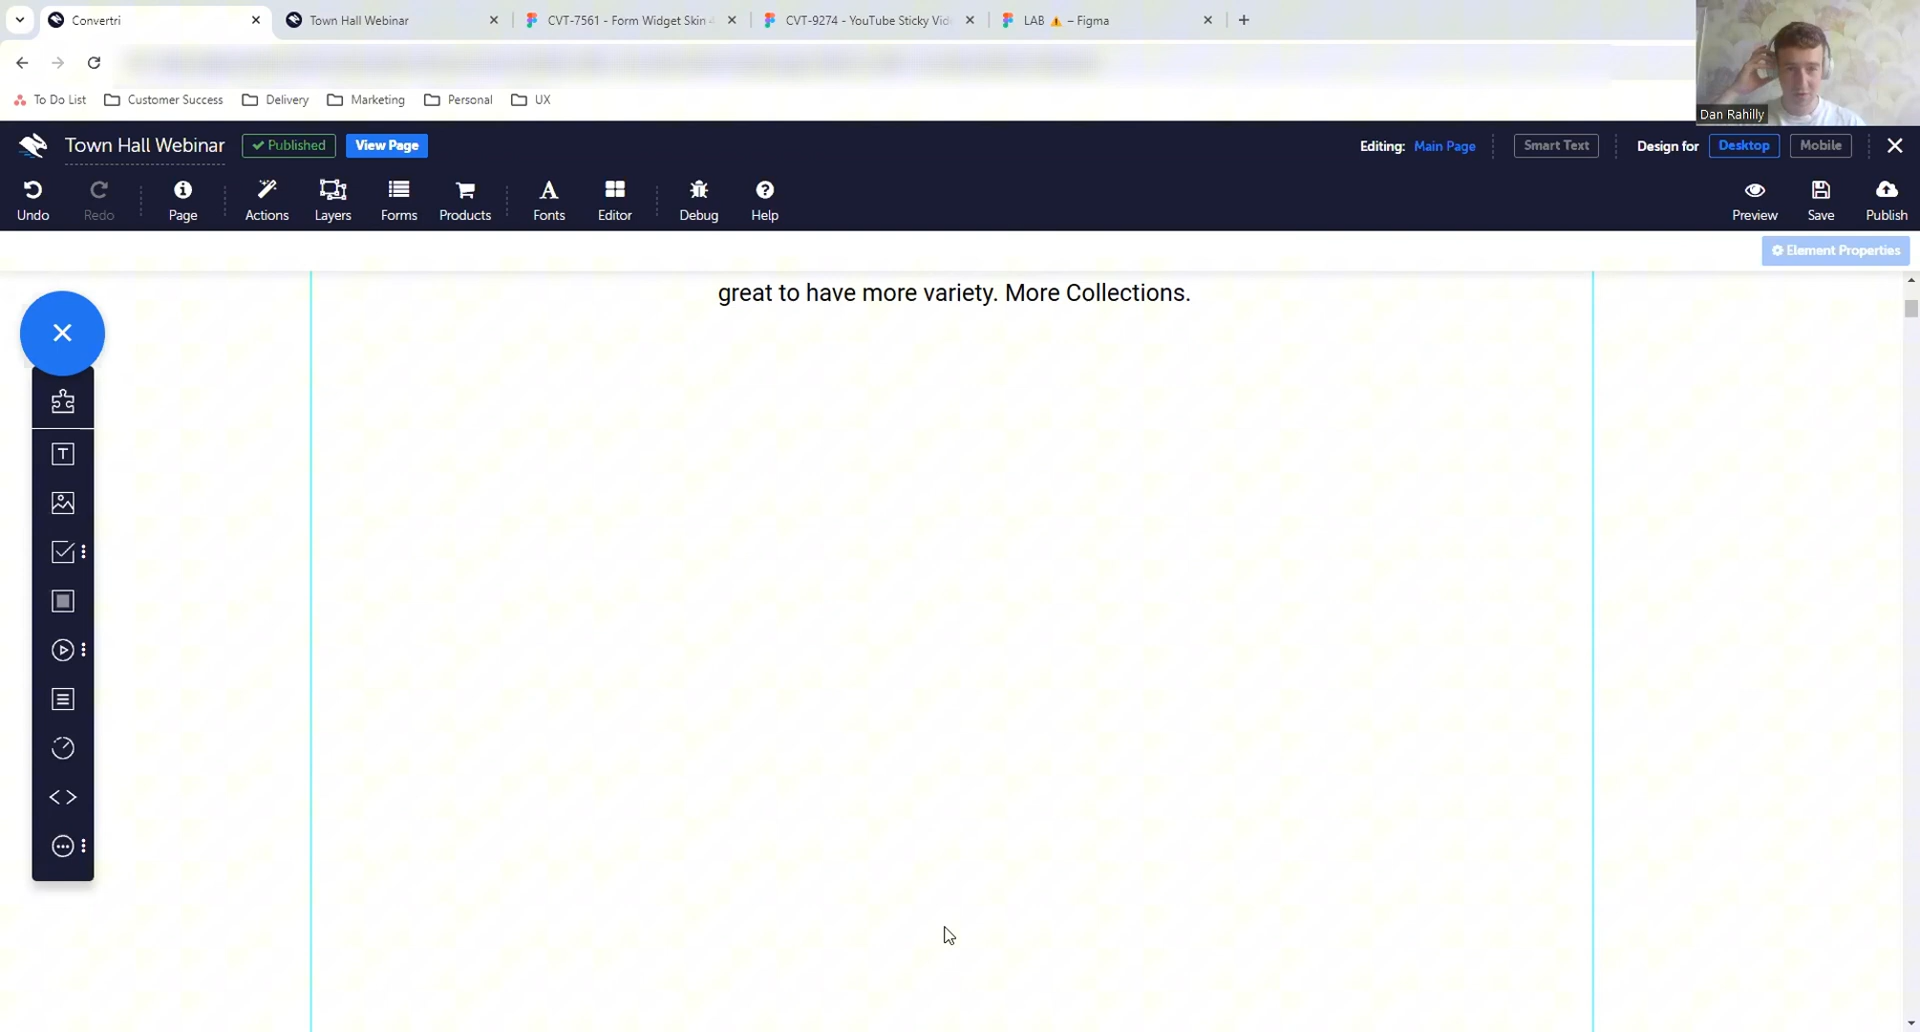 Convertri
Town Hall Webinar
CVT-7561 - Form Widget Skin
CVT-9274 - YouTube Sticky Vid
LAB ⚠ – Figma
To Do List
Customer Success
Delivery
Marketing
Personal
UX
Dan Rahilly
Town Hall Webinar
Published
View Page
Editing: Main Page
Smart Text
Design for
Desktop
Mobile
Undo
Redo
Page
Actions
Layers
Forms
Products
Fonts
Editor
Debug
Help
Preview
Save
Publish
Element Properties
great to have more variety. More Collections.